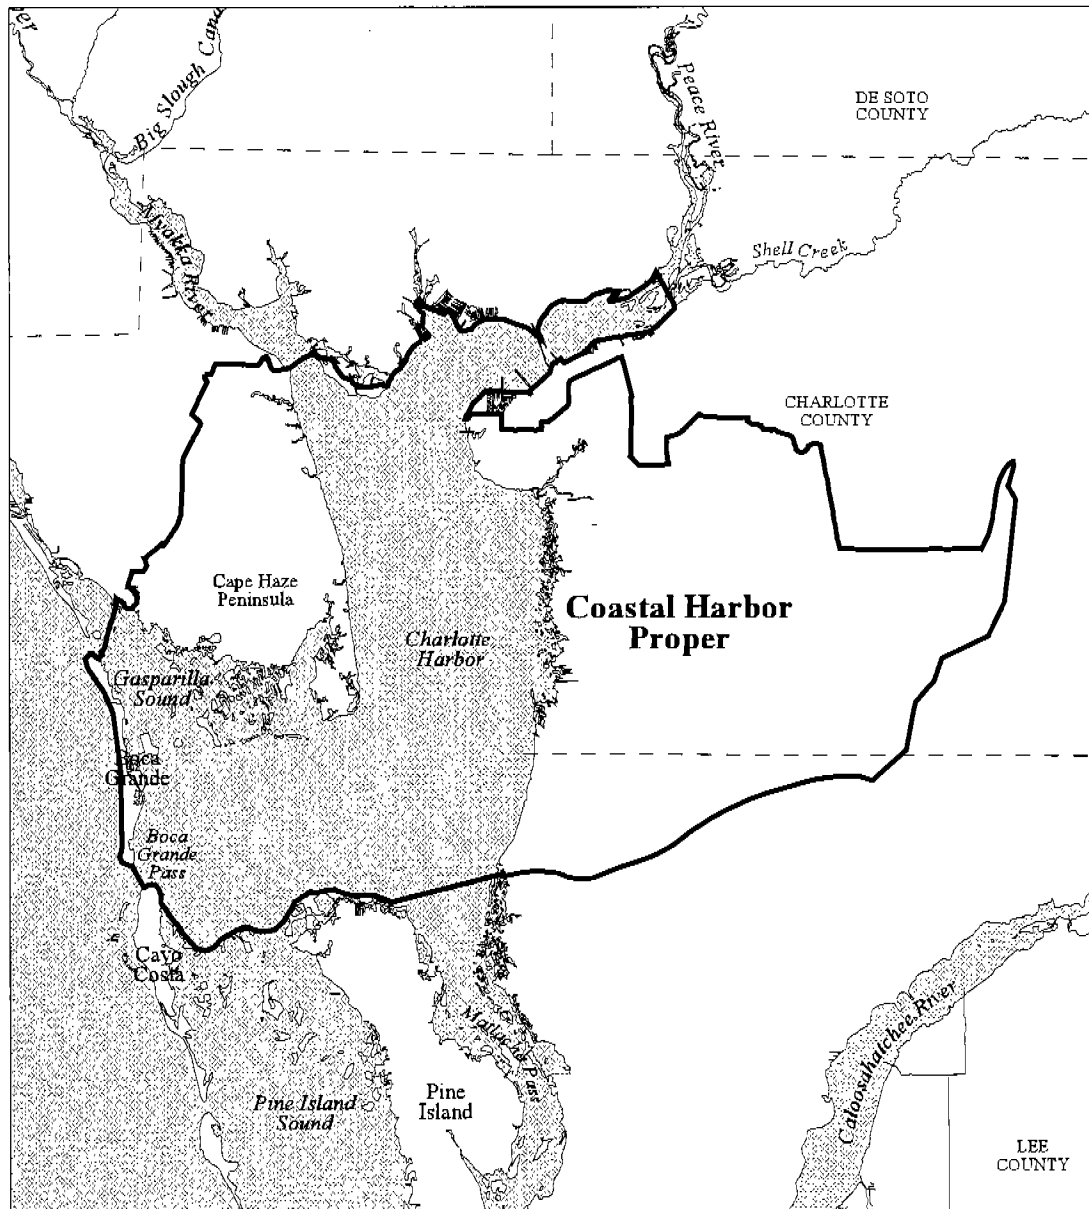 Big Slough Cana
Peace River
DE SOTO
COUNTY
Myakka River
Shell Creek
CHARLOTTE
COUNTY
Cape Haze
Peninsula
Coastal Harbor
Proper
Charlotte
Harbor
Gasparilla
Sound
Boca
Grande
Boca
Grande
Pass
Cayo
Costa
Matlacha Pass
Caloosahatchee River
Pine Island
Sound
Pine
Island
LEE
COUNTY